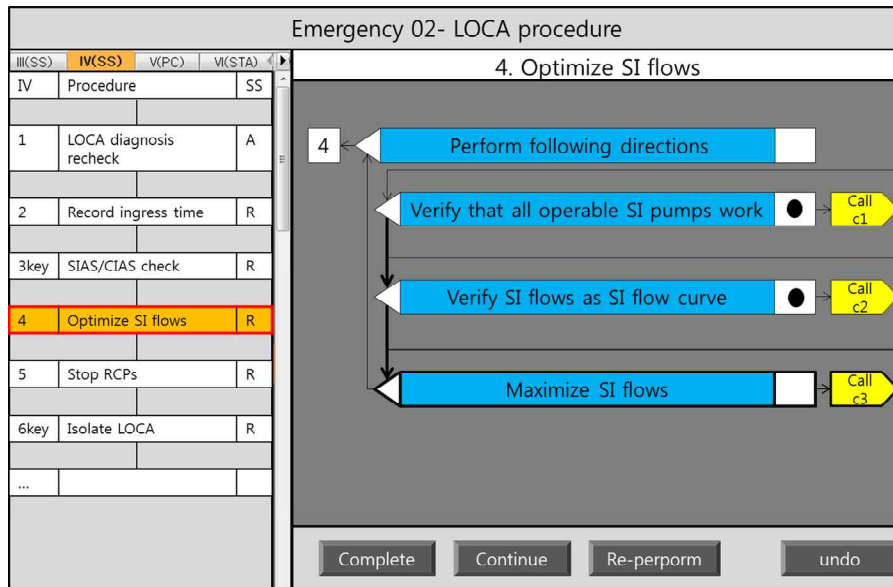 Emergency 02- LOCA procedure
III(SS) IV(SS) V(PC) VI(STA)
IV Procedure SS
1 LOCA diagnosis recheck A
2 Record ingress time R
3key SIAS/CIAS check R
4 Optimize SI flows R
5 Stop RCPs R
6key Isolate LOCA R
...
4. Optimize SI flows
4 Perform following directions
Verify that all operable SI pumps work Call c1
Verify SI flows as SI flow curve Call c2
Maximize SI flows Call c3
Complete Continue Re-perporm undo